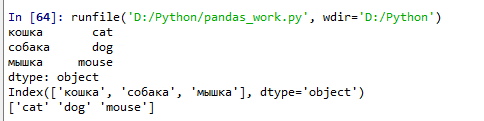 In [64]: runfile('D:/Python/pandas_work.py', wdir='D:/Python')
кошка       cat
собака      dog
мышка     mouse
dtype: object
Index(['кошка', 'собака', 'мышка'], dtype='object')
['cat' 'dog' 'mouse']